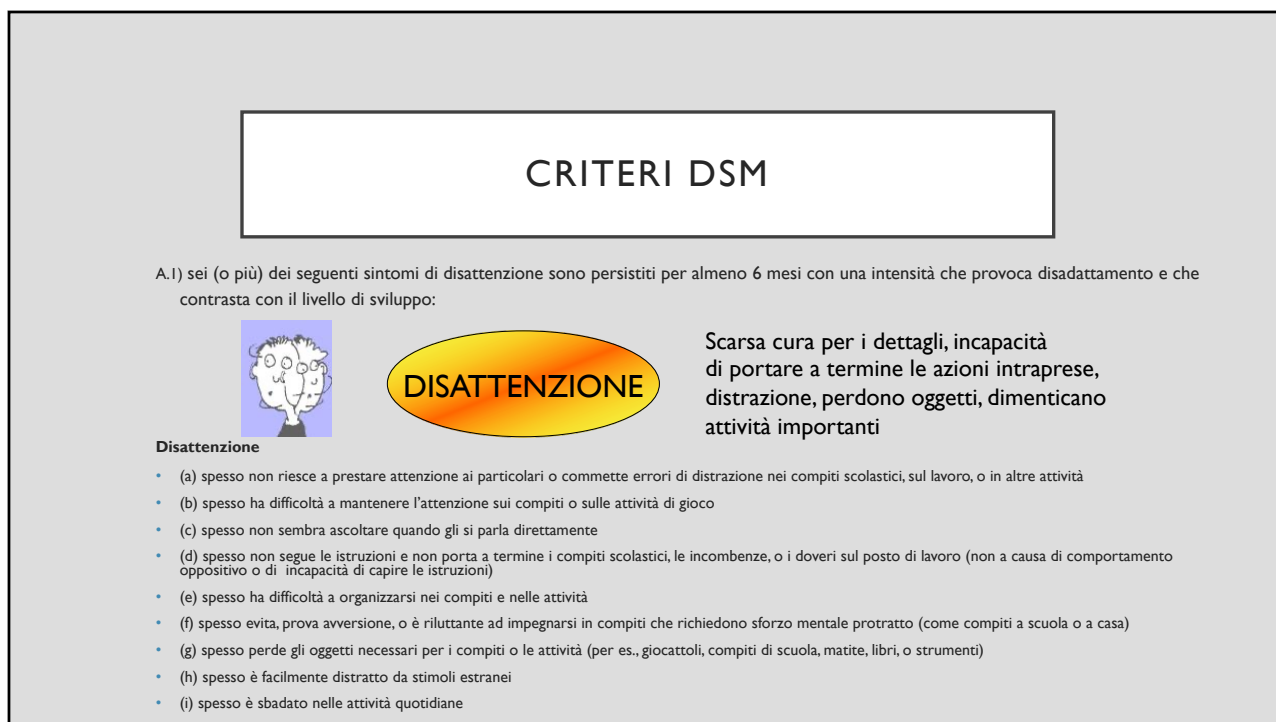 CRITERI DSM
A.1) sei (o più) dei seguenti sintomi di disattenzione sono persistiti per almeno 6 mesi con una intensità che provoca disadattamento e che
contrasta con il livello di sviluppo:
DISATTENZIONE
Scarsa cura per i dettagli, incapacità
di portare a termine le azioni intraprese,
distrazione, perdono oggetti, dimenticano
attività importanti
Disattenzione
• (a) spesso non riesce a prestare attenzione ai particolari o commette errori di distrazione nei compiti scolastici, sul lavoro, o in altre attività
• (b) spesso ha difficoltà a mantenere l'attenzione sui compiti o sulle attività di gioco
• (c) spesso non sembra ascoltare quando gli si parla direttamente
• (d) spesso non segue le istruzioni e non porta a termine i compiti scolastici, le incombenze, o i doveri sul posto di lavoro (non a causa di comportamento
oppositivo o di incapacità di capire le istruzioni)
• (e) spesso ha difficoltà a organizzarsi nei compiti e nelle attività
• (f) spesso evita, prova avversione, o è riluttante ad impegnarsi in compiti che richiedono sforzo mentale protratto (come compiti a scuola o a casa)
• (g) spesso perde gli oggetti necessari per i compiti o le attività (per es., giocattoli, compiti di scuola, matite, libri, o strumenti)
• (h) spesso è facilmente distratto da stimoli estranei
• (i) spesso è sbadato nelle attività quotidiane